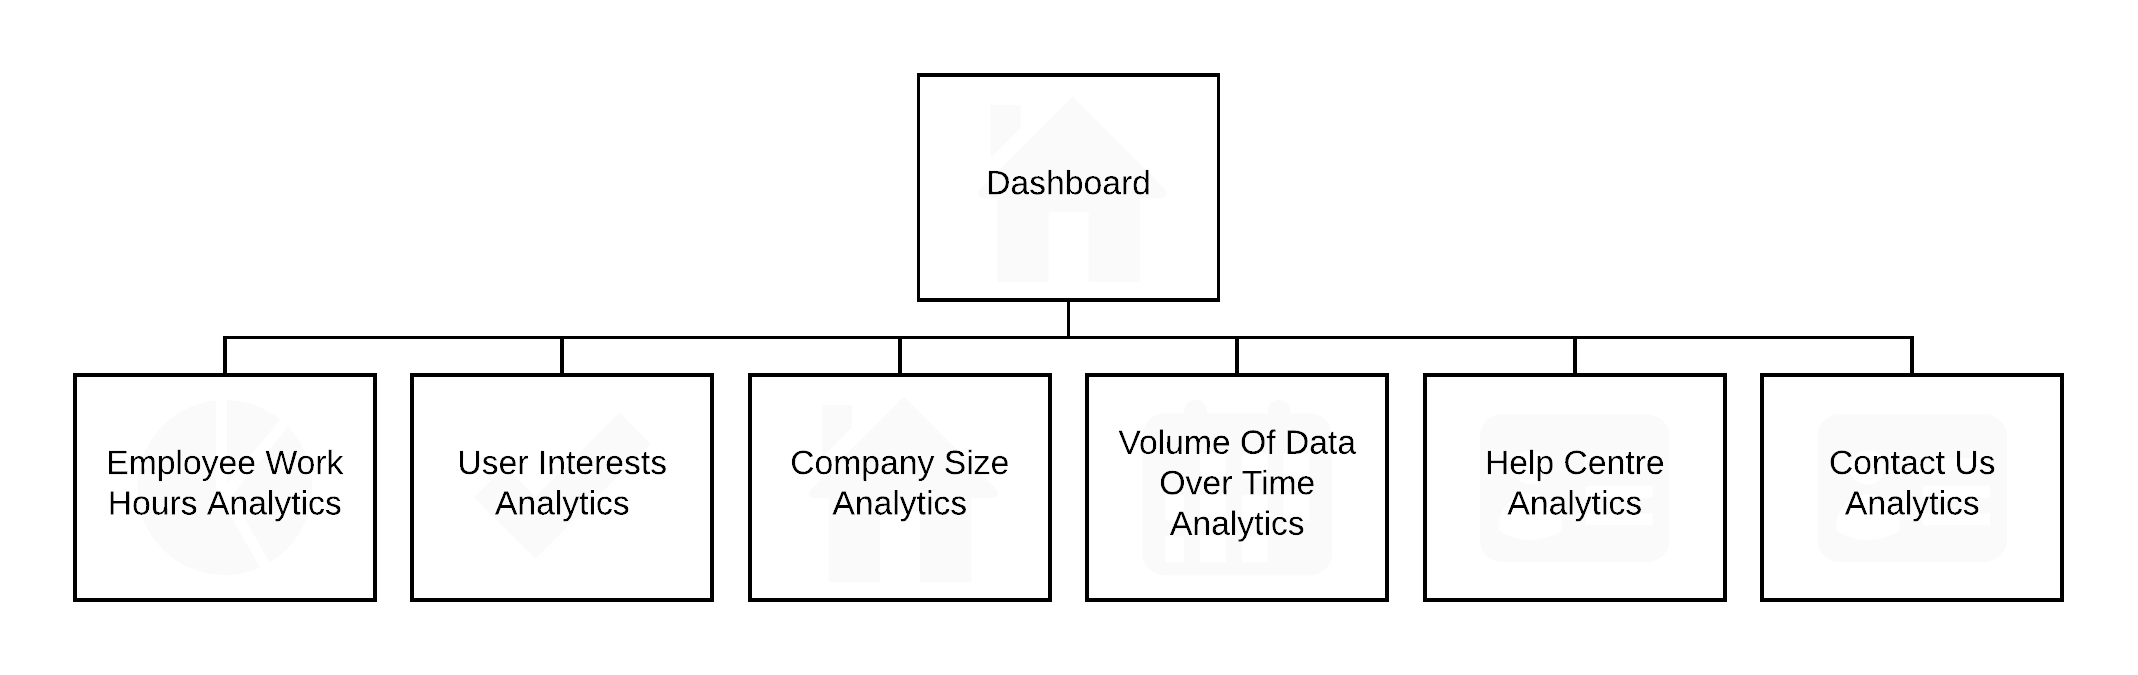 Dashboard
Employee Work
Hours Analytics
User Interests
Analytics
Company Size
Analytics
Volume Of Data
Over Time
Analytics
Help Centre
Analytics
Contact Us
Analytics